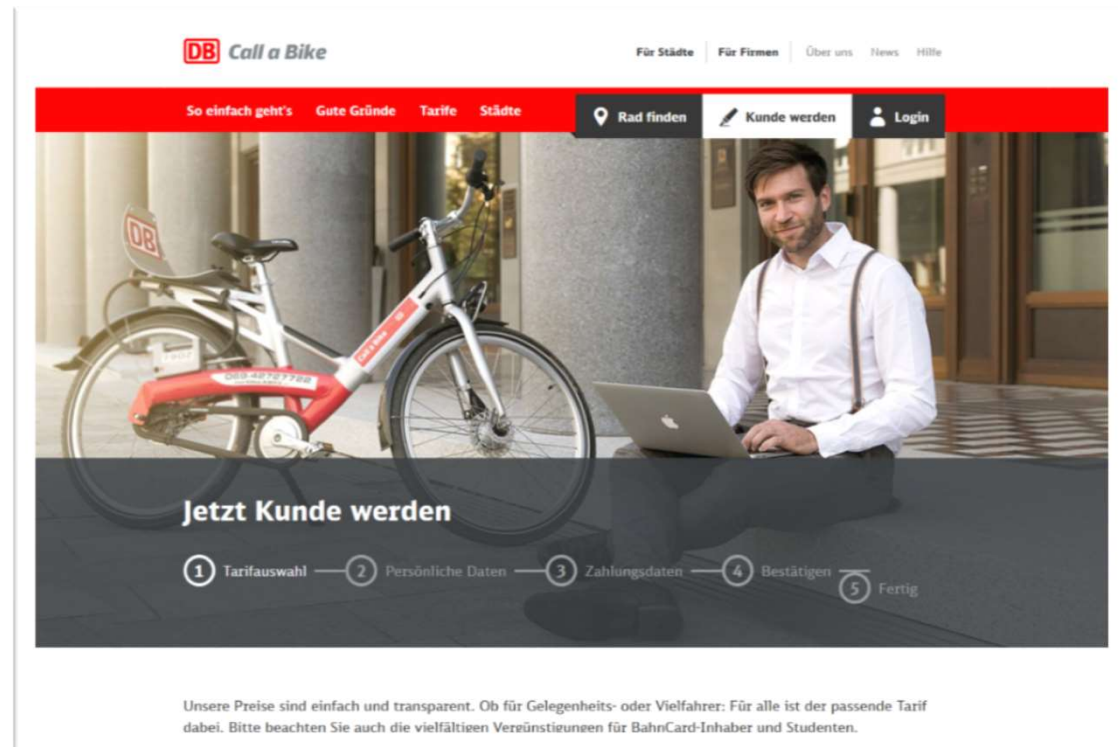 DB Call a Bike
Für Städte Für Firmen Über uns News Hilfe
So einfach geht's Gute Gründe Tarife Städte Rad finden Kunde werden Login
DB
Call a Bike
Jetzt Kunde werden
1 Tarifauswahl 2 Persönliche Daten 3 Zahlungsdaten 4 Bestätigen
5 Fertig
Unsere Preise sind einfach und transparent. Ob für Gelegenheits- oder Vielfahrer: Für alle ist der passende Tarif
dabei. Bitte beachten Sie auch die vielfältigen Vergünstigungen für BahnCard-Inhaber und Studenten.